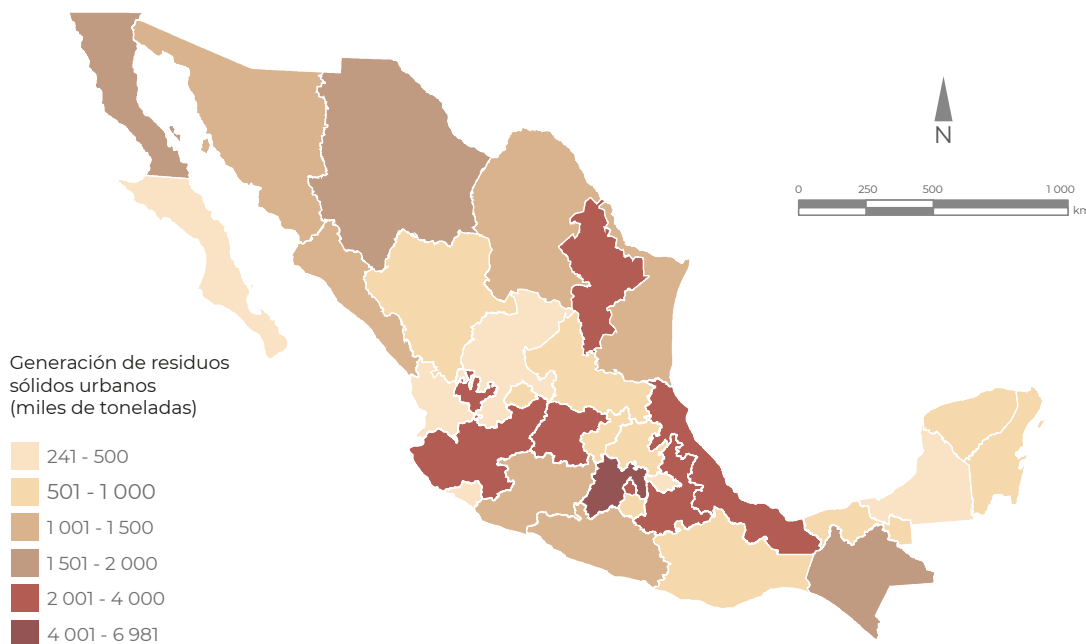 N
0 250 500 1 000
km
Generación de residuos
sólidos urbanos
(miles de toneladas)
241 - 500
501 - 1 000
1 001 - 1 500
1 501 - 2 000
2 001 - 4 000
4 001 - 6 981